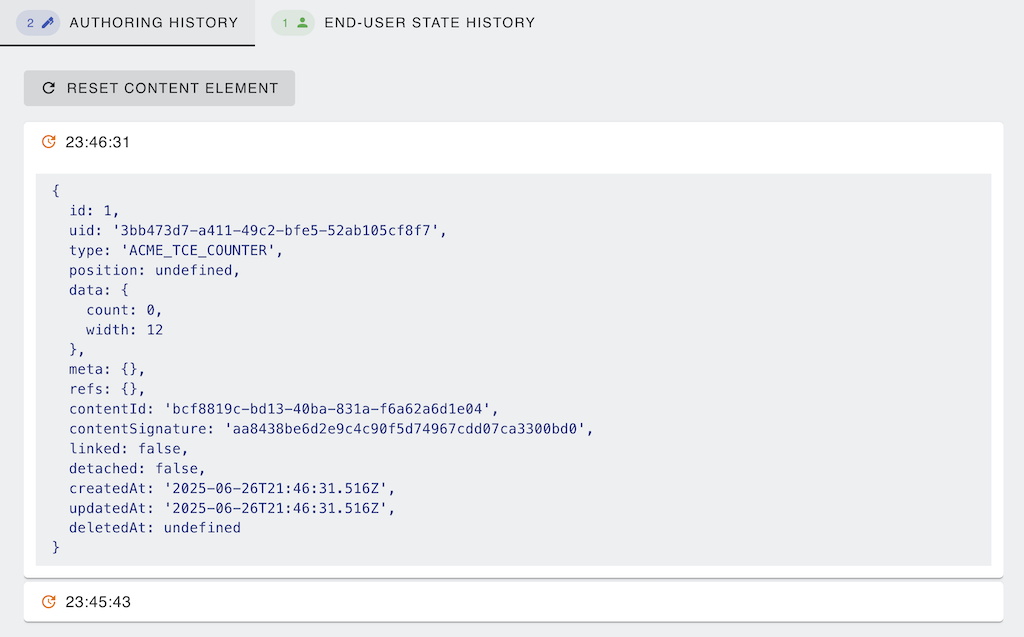 2 AUTHORING HISTORY 1 END-USER STATE HISTORY
RESET CONTENT ELEMENT
23:46:31
{
  id: 1,
  uid: '3bb473d7-a411-49c2-bfe5-52ab105cf8f7',
  type: 'ACME_TCE_COUNTER',
  position: undefined,
  data: {
    count: 0,
    width: 12
  },
  meta: {},
  refs: {},
  contentId: 'bcf8819c-bd13-40ba-831a-f6a62a6d1e04',
  contentSignature: 'aa8438be6d2e9c4c90f5d74967cdd07ca3300bd0',
  linked: false,
  detached: false,
  createdAt: '2025-06-26T21:46:31.516Z',
  updatedAt: '2025-06-26T21:46:31.516Z',
  deletedAt: undefined
}
23:45:43